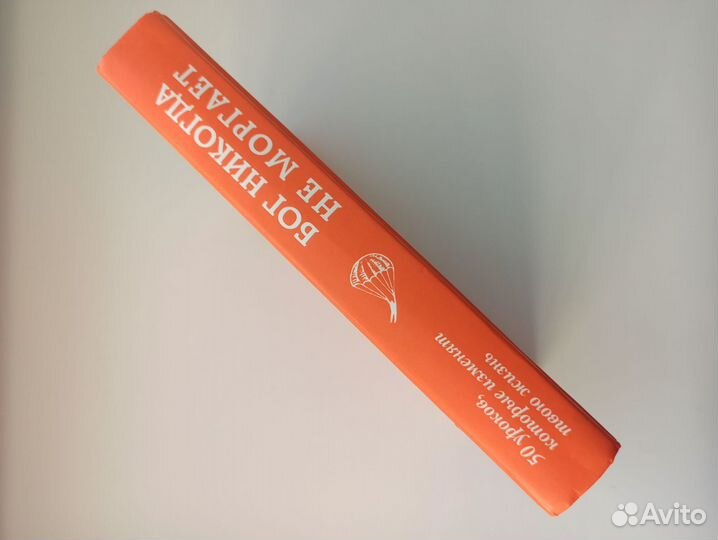 БОГ НИКОГДА
НЕ МОРГАЕТ
50 уроков,
которые изменят
твою жизнь
Avito